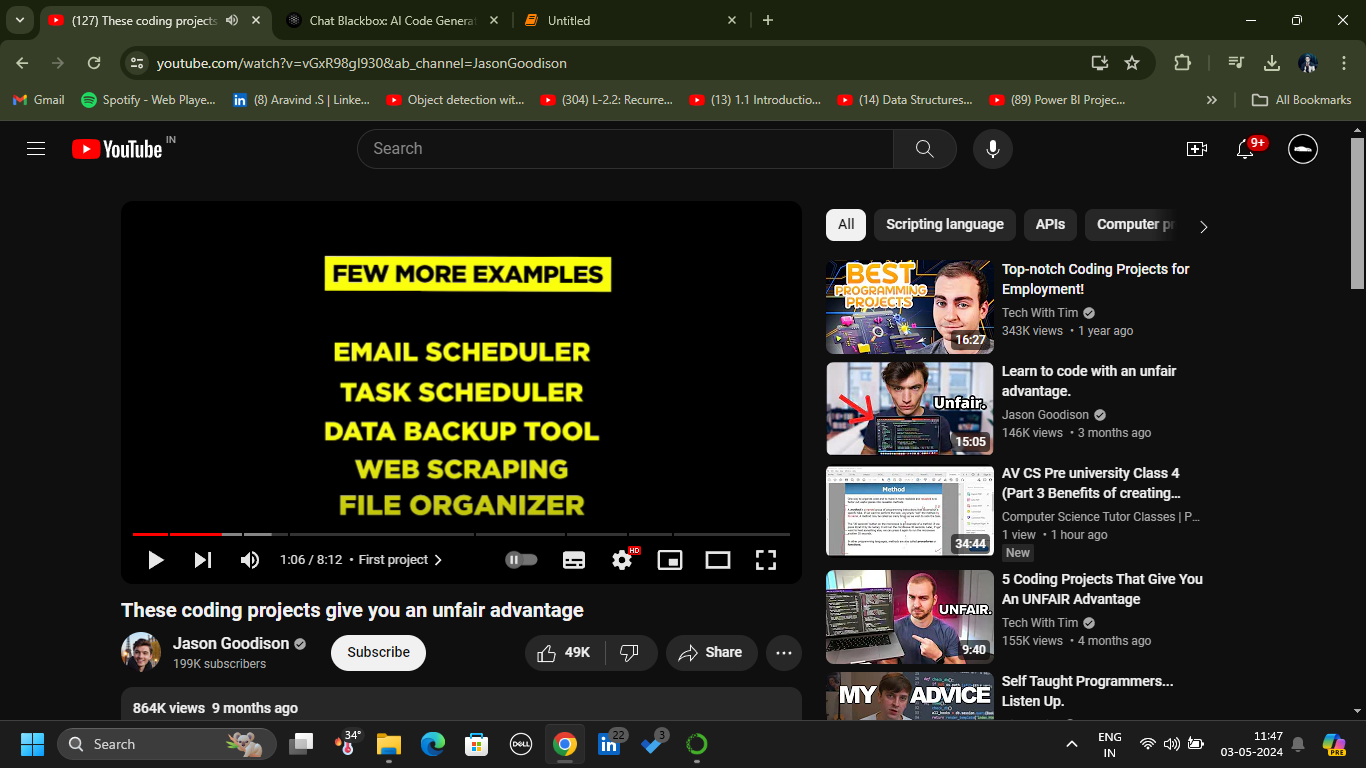 (127) These coding projects
Chat Blackbox: AI Code Generat
Untitled
youtube.com/watch?v=vGxR98gI930&ab_channel=JasonGoodison
Gmail
Spotify - Web Playe...
(8) Aravind .S | Linke...
Object detection wit...
(304) L-2.2: Recurre...
(13) 1.1 Introductio...
(14) Data Structures...
(89) Power BI Projec...
All Bookmarks
YouTube IN
Search
9+
FEW MORE EXAMPLES
EMAIL SCHEDULER
TASK SCHEDULER
DATA BACKUP TOOL
WEB SCRAPING
FILE ORGANIZER
1:06 / 8:12 • First project
HD
These coding projects give you an unfair advantage
Jason Goodison
199K subscribers
Subscribe
49K
Share
864K views 9 months ago
All
Scripting language
APIs
Computer pr
BEST
PROGRAMMING
PROJECTS
16:27
Top-notch Coding Projects for
Employment!
Tech With Tim
343K views • 1 year ago
Unfair.
15:05
Learn to code with an unfair
advantage.
Jason Goodison
146K views • 3 months ago
Method
34:44
AV CS Pre university Class 4
(Part 3 Benefits of creating...
Computer Science Tutor Classes | P...
1 view • 1 hour ago
New
UNFAIR.
9:40
5 Coding Projects That Give You
An UNFAIR Advantage
Tech With Tim
155K views • 4 months ago
MY ADVICE
Self Taught Programmers...
Listen Up.
Search
34°
DELL
22
3
ENG
IN
11:47
03-05-2024
PRE